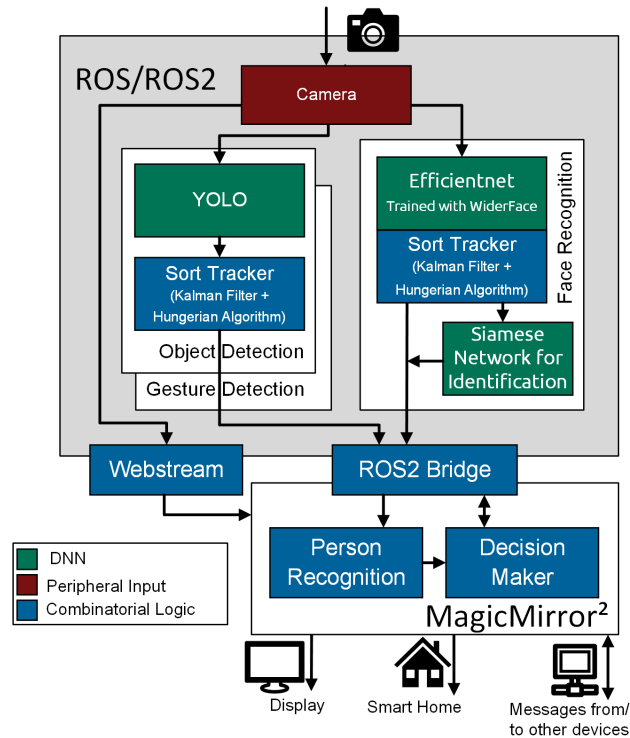 ROS/ROS2
Camera
YOLO
Sort Tracker
(Kalman Filter +
Hungerian Algorithm)
Object Detection
Gesture Detection
Efficientnet
Trained with WiderFace
Sort Tracker
(Kalman Filter +
Hungerian Algorithm)
Siamese
Network for
Identification
Face Recognition
Webstream
ROS2 Bridge
Person
Recognition
Decision
Maker
MagicMirror²
DNN
Peripheral Input
Combinatorial Logic
Display
Smart Home
Messages from/
to other devices